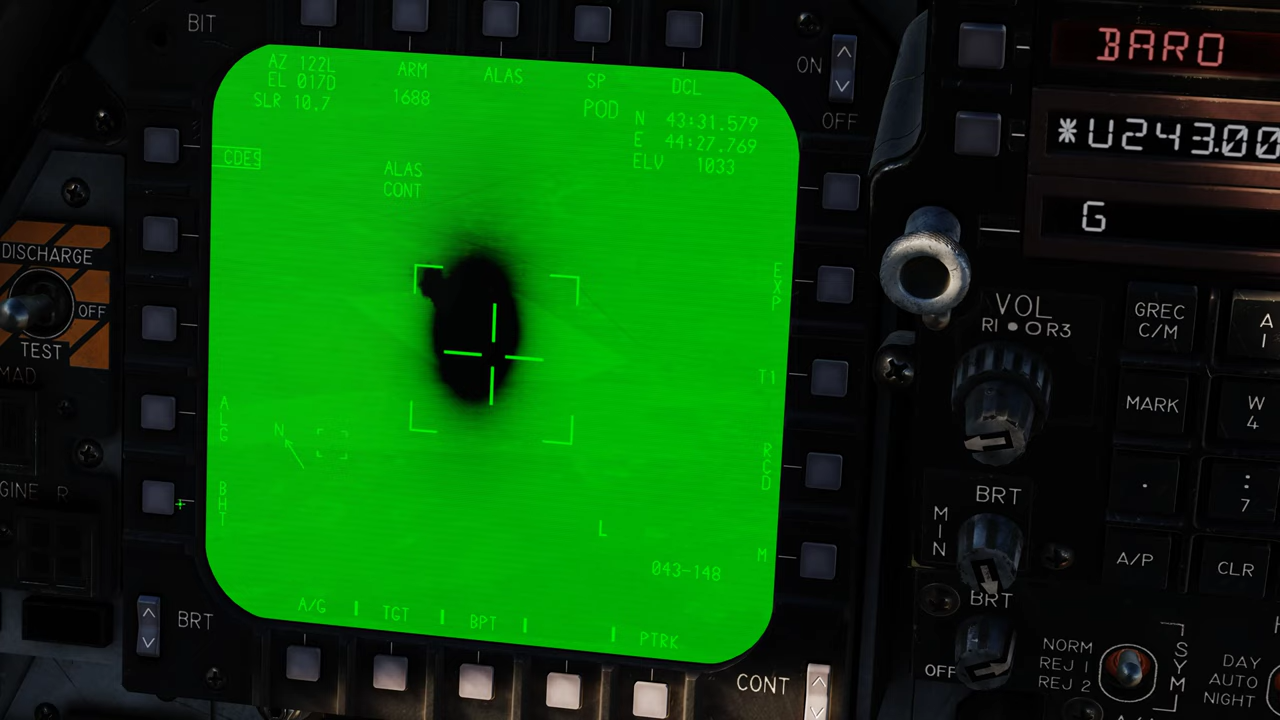 BIT
AZ 122L
EL 017D
SLR 10.7
ARM
1688
ALAS
SP
POD
DCL
N 43:31.579
E 44:27.769
ELV 1033
ON
OFF
CDES
ALAS
CONT
EXP
T1
RCD
M
ALG
BHT
N
L
043-148
A/G
TGT
BPT
PTRK
BRT
CONT
DISCHARGE
OFF
TEST
BARO
*U243.00
G
VOL
R1 R3
GREC
C/M
A
1
MARK
W
4
BRT
MIN
.
:
7
A/P
CLR
BRT
OFF
NORM
REJ 1
REJ 2
SYM
DAY
AUTO
NIGHT